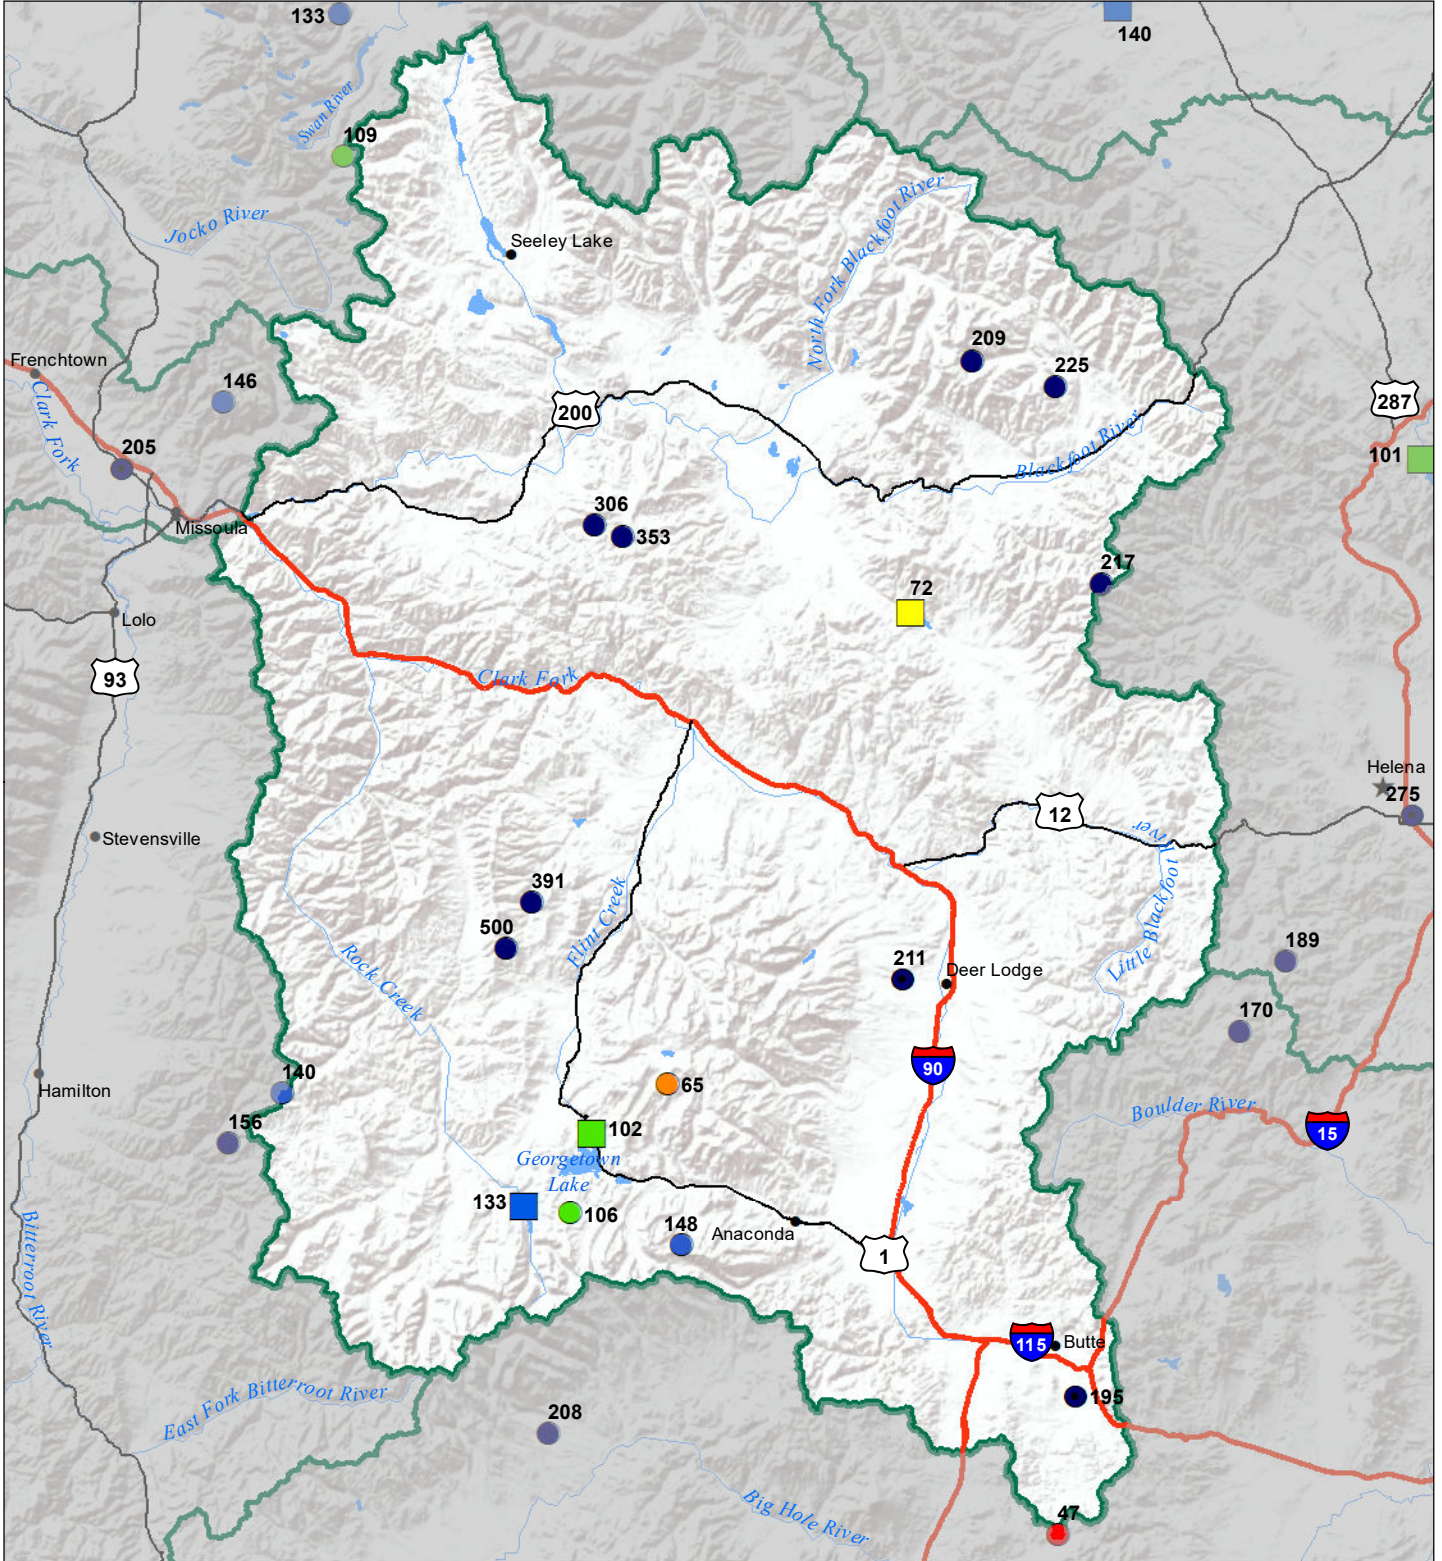 133
140
Swan River
109
Jocko River
Seeley Lake
North Fork Blackfoot River
209
225
Frenchtown
146
200
287
Clark Fork
205
101
Blackfoot River
306
353
Missoula
217
72
Lolo
93
Clark Fork
Helena
275
12
Little Blackfoot River
Stevensville
391
Flint Creek
500
211
Deer Lodge
189
Rock Creek
170
90
140
65
Hamilton
Boulder River
15
156
102
Georgetown
Lake
133
106
148
Anaconda
1
Bitterroot River
115
Butte
195
East Fork Bitterroot River
208
Big Hole River
47